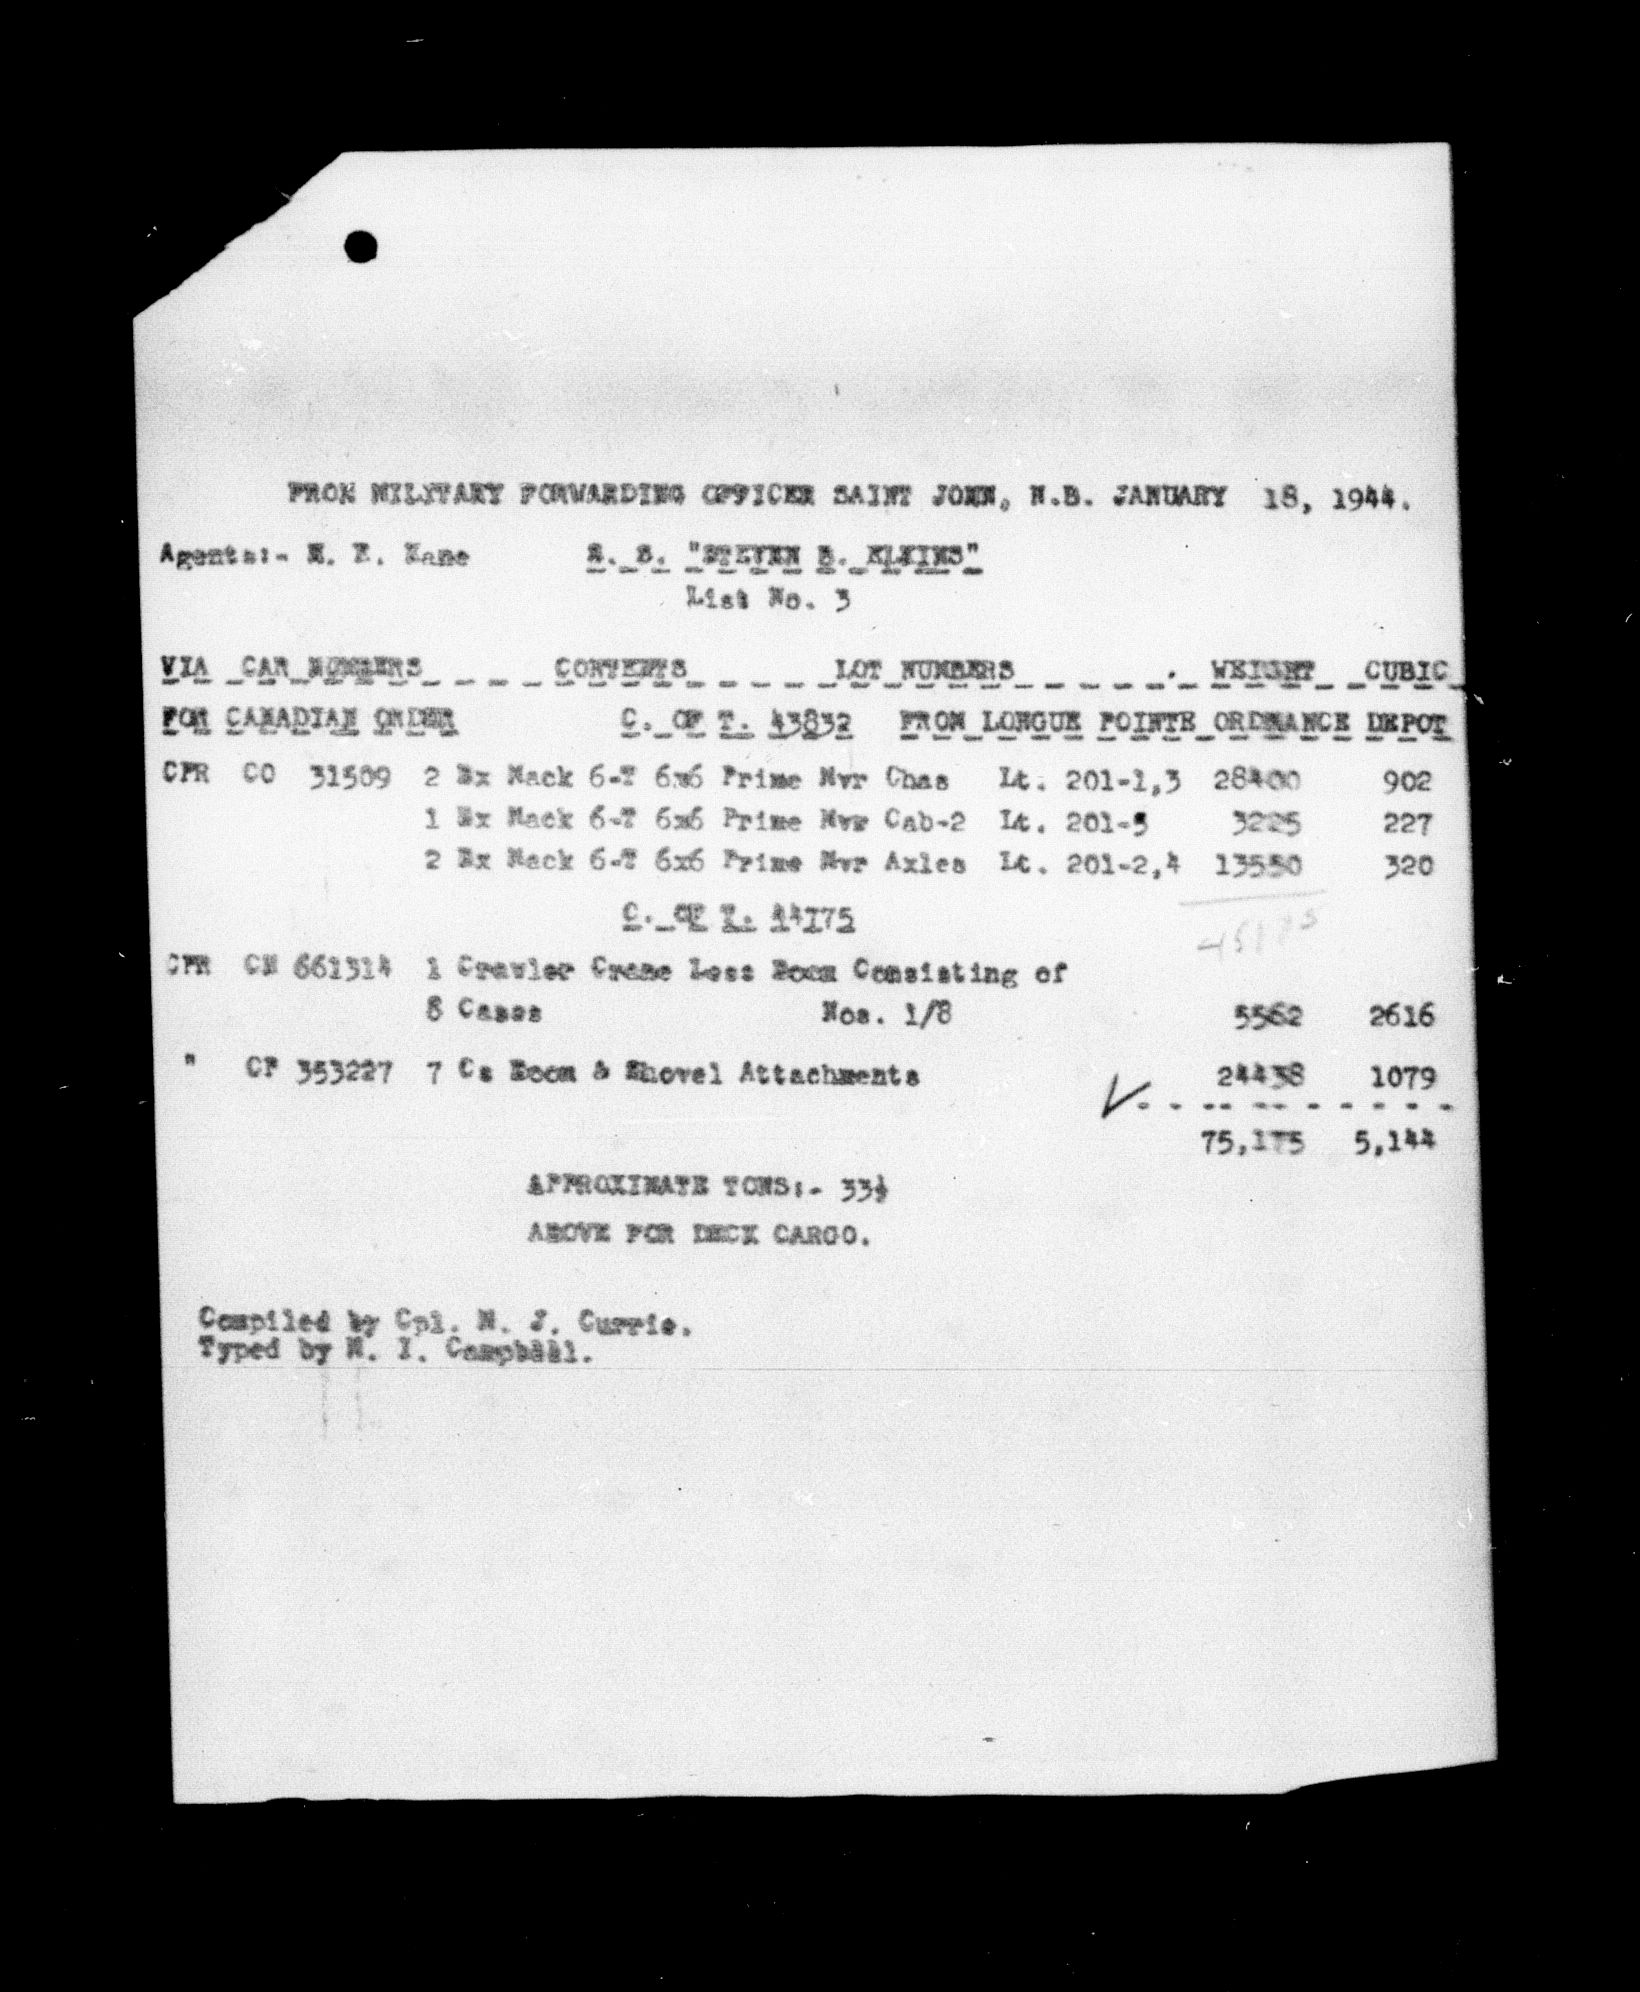 FROM MILITARY FORWARDING OFFICER SAINT JOHN, N.B. JANUARY 18, 1944.
Agents:- Kane S. S. "STEVEN B. ELKINS"
List No. 3
VIA CAR NUMBERS CONTENTS LOT NUMBERS WEIGHT CUBIC
FOR CANADIAN ORDER C. OF T. 43832 FROM LONGUE POINTE ORDNANCE DEPOT
CPR CO 31509 2 Bx Mack 6-T 6x6 Prime Mvr Chas Lt. 201-1,3 28400 902
1 Bx Mack 6-T 6x6 Prime Mvr Cab-2 Lt. 201-5 3225 227
2 Bx Mack 6-T 6x6 Prime Mvr Axles Lt. 201-2,4 13550 320
45175
C. OF T. 44775
CPR CN 661314 1 Crawler Crane Less Boom Consisting of
8 Cases Nos. 1/8 5562 2616
" CP 353227 7 Cs Boom & Shovel Attachments 24438 1079
75,175 5,144
APPROXIMATE TONS:- 33½
ABOVE FOR DECK CARGO.
Compiled by Cpl. M. J. Currie.
Typed by M. I. Campbell.